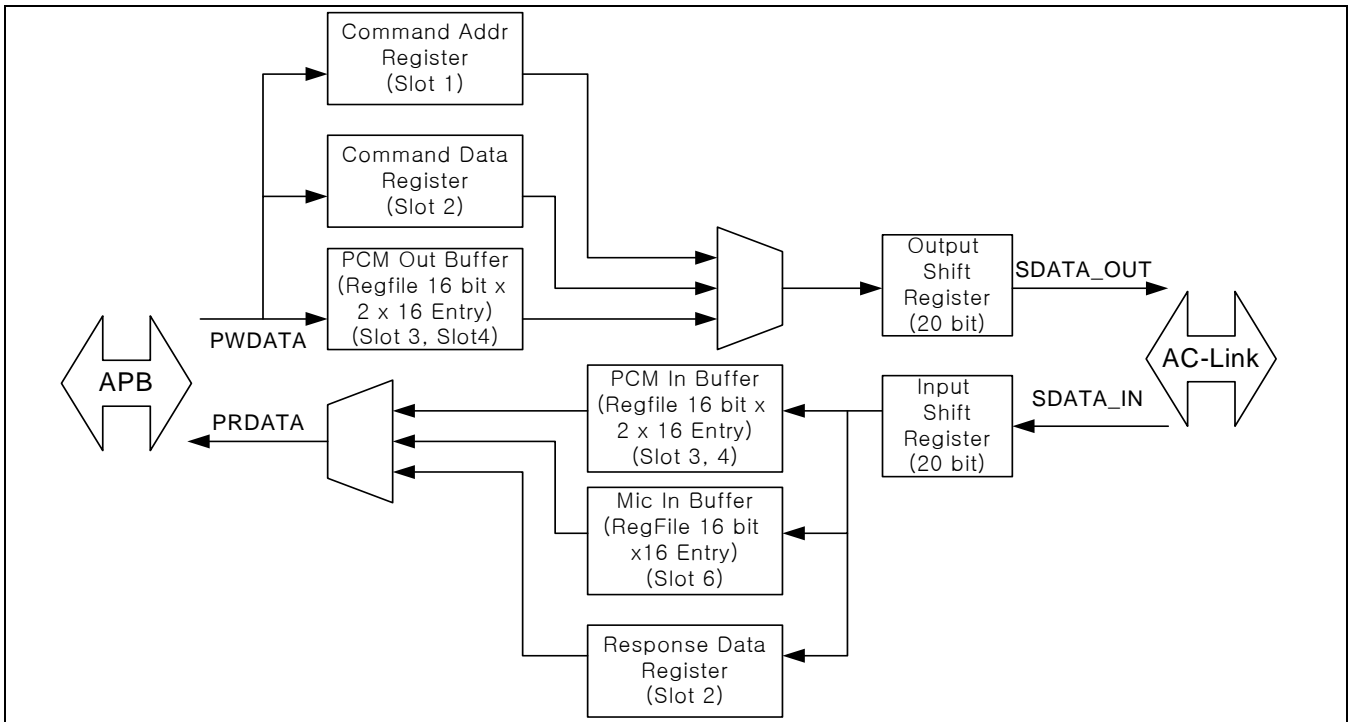 Command Addr
Register
(Slot 1)
Command Data
Register
(Slot 2)
PCM Out Buffer
(Regfile 16 bit x
2 x 16 Entry)
(Slot 3, Slot4)
Output
Shift
Register
(20 bit)
SDATA_OUT
PWDATA
APB
AC-Link
PRDATA
PCM In Buffer
(Regfile 16 bit x
2 x 16 Entry)
(Slot 3, 4)
Input
Shift
Register
(20 bit)
SDATA_IN
Mic In Buffer
(RegFile 16 bit
x16 Entry)
(Slot 6)
Response Data
Register
(Slot 2)